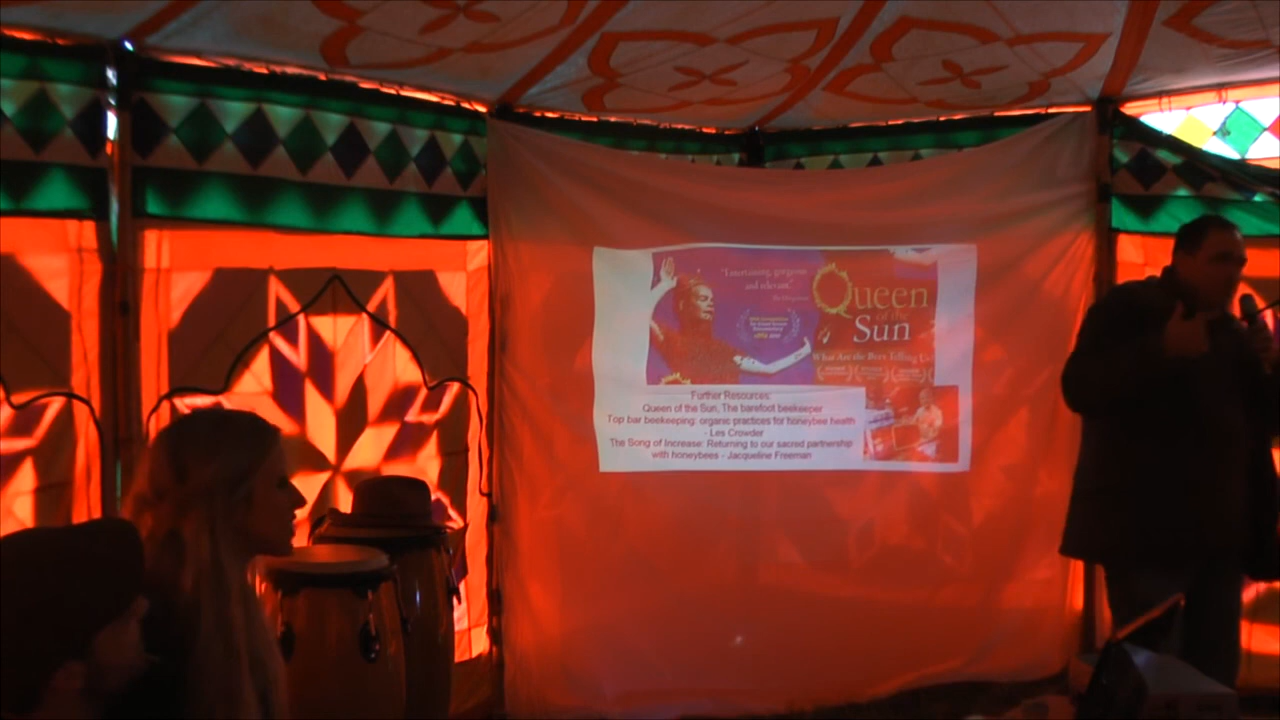 "Entertaining, gorgeous
and relevant."
Queen
of the
Sun
What Are the Bees Telling Us
Further Resources:
Queen of the Sun, The barefoot beekeeper
Top bar beekeeping: organic practices for honeybee health
- Les Crowder
The Song of Increase: Returning to our sacred partnership
with honeybees - Jacqueline Freeman